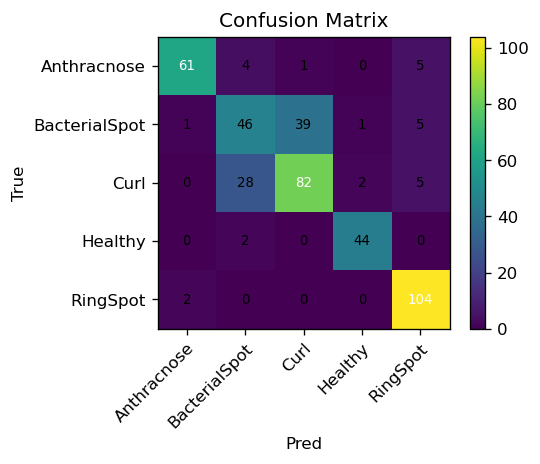 Confusion Matrix
True
Anthracnose 61 4 1 0 5
BacterialSpot 1 46 39 1 5
Curl 0 28 82 2 5
Healthy 0 2 0 44 0
RingSpot 2 0 0 0 104
Anthracnose BacterialSpot Curl Healthy RingSpot
Pred
100
80
60
40
20
0